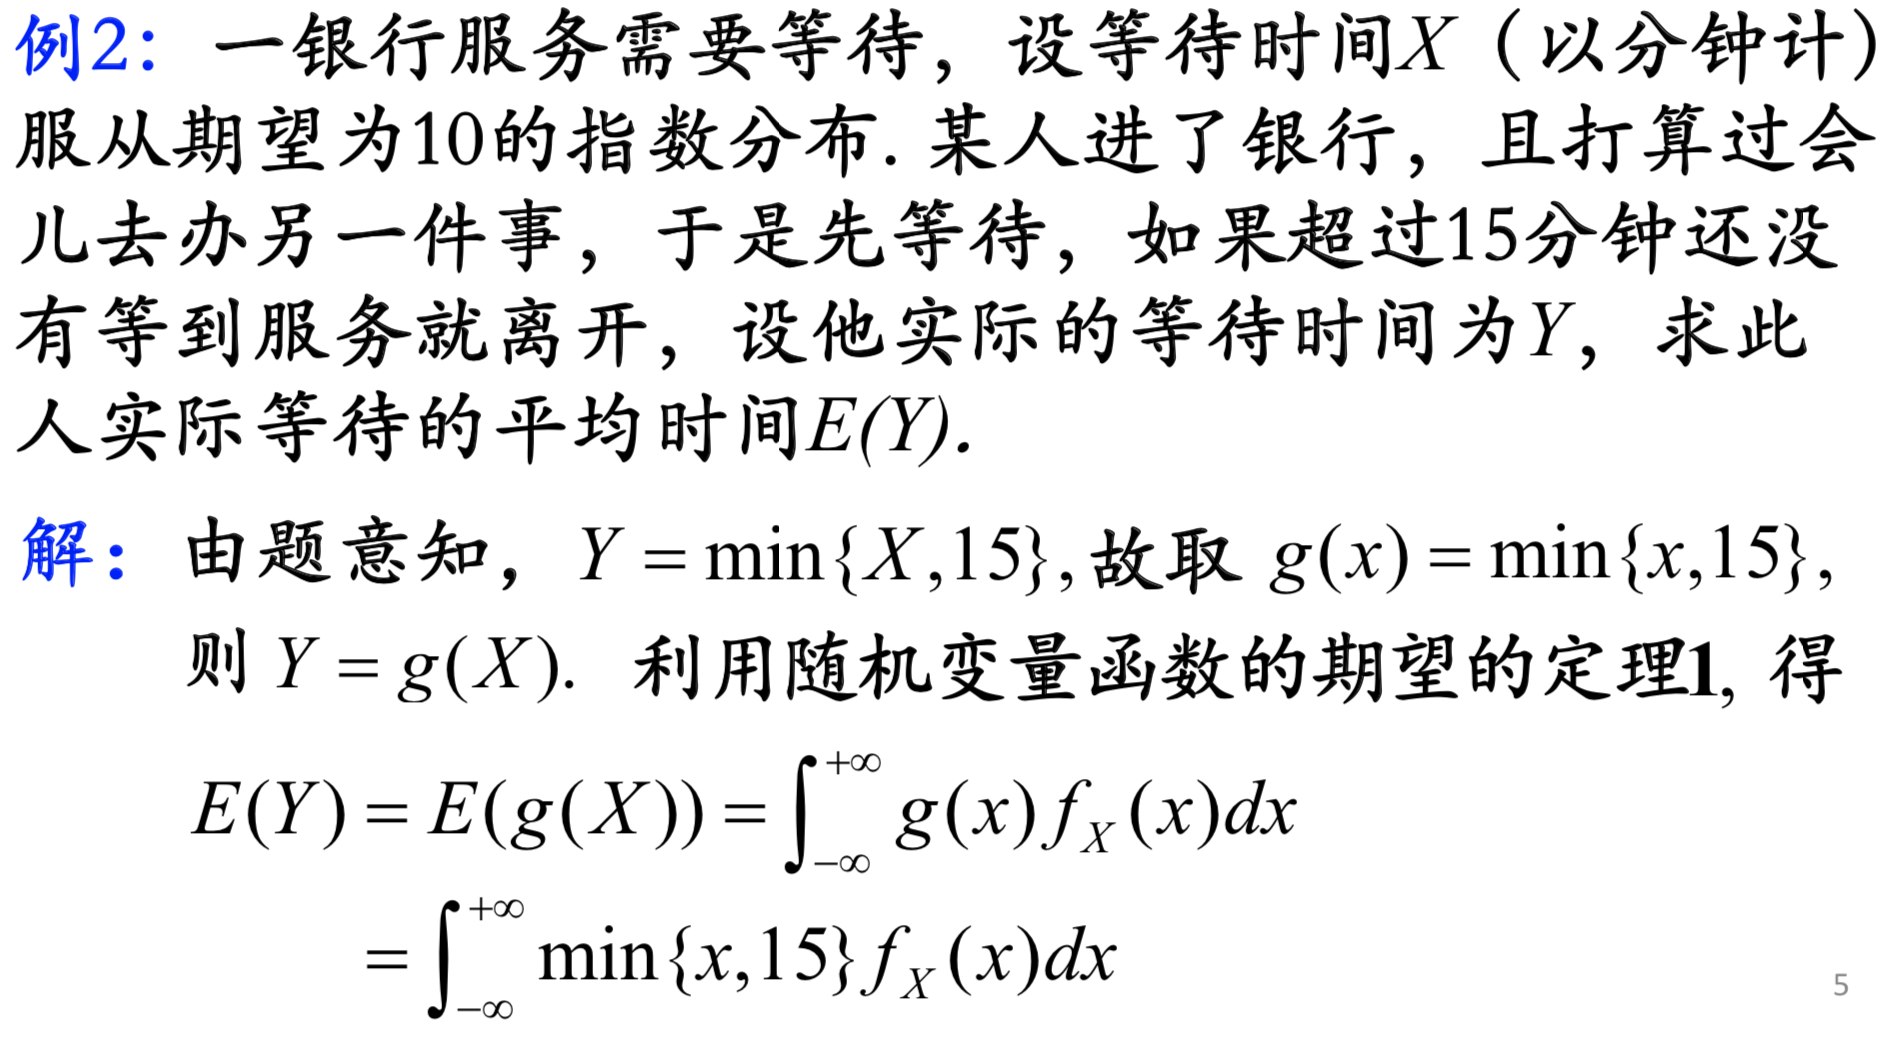 例2：一银行服务需要等待，设等待时间X（以分钟计）
服从期望为10的指数分布. 某人进了银行，且打算过会
儿去办另一件事，于是先等待，如果超过15分钟还没
有等到服务就离开，设他实际的等待时间为Y，求此
人实际等待的平均时间E(Y).
解：由题意知，Y = min{X,15}, 故取 g(x) = min{x,15},
则 Y = g(X). 利用随机变量函数的期望的定理1, 得
E(Y) = E(g(X)) = ∫_{−∞}^{+∞} g(x) f_X(x)dx
= ∫_{−∞}^{+∞} min{x,15} f_X(x)dx
5